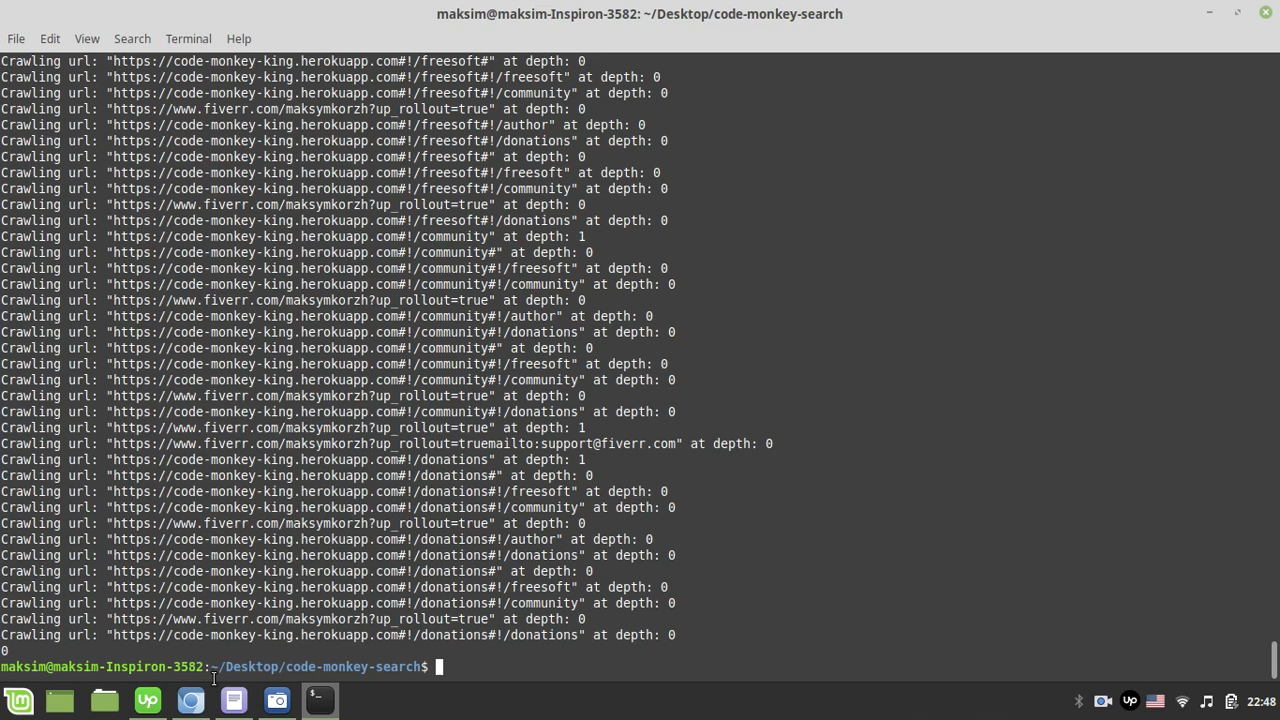 maksim@maksim-Inspiron-3582: ~/Desktop/code-monkey-search
File Edit View Search Terminal Help
Crawling url: "https://code-monkey-king.herokuapp.com#!/freesoft#" at depth: 0
Crawling url: "https://code-monkey-king.herokuapp.com#!/freesoft#!/freesoft" at depth: 0
Crawling url: "https://code-monkey-king.herokuapp.com#!/freesoft#!/community" at depth: 0
Crawling url: "https://www.fiverr.com/maksymkorzh?up_rollout=true" at depth: 0
Crawling url: "https://code-monkey-king.herokuapp.com#!/freesoft#!/author" at depth: 0
Crawling url: "https://code-monkey-king.herokuapp.com#!/freesoft#!/donations" at depth: 0
Crawling url: "https://code-monkey-king.herokuapp.com#!/freesoft#" at depth: 0
Crawling url: "https://code-monkey-king.herokuapp.com#!/freesoft#!/freesoft" at depth: 0
Crawling url: "https://code-monkey-king.herokuapp.com#!/freesoft#!/community" at depth: 0
Crawling url: "https://www.fiverr.com/maksymkorzh?up_rollout=true" at depth: 0
Crawling url: "https://code-monkey-king.herokuapp.com#!/freesoft#!/donations" at depth: 0
Crawling url: "https://code-monkey-king.herokuapp.com#!/community" at depth: 1
Crawling url: "https://code-monkey-king.herokuapp.com#!/community#" at depth: 0
Crawling url: "https://code-monkey-king.herokuapp.com#!/community#!/freesoft" at depth: 0
Crawling url: "https://code-monkey-king.herokuapp.com#!/community#!/community" at depth: 0
Crawling url: "https://www.fiverr.com/maksymkorzh?up_rollout=true" at depth: 0
Crawling url: "https://code-monkey-king.herokuapp.com#!/community#!/author" at depth: 0
Crawling url: "https://code-monkey-king.herokuapp.com#!/community#!/donations" at depth: 0
Crawling url: "https://code-monkey-king.herokuapp.com#!/community#" at depth: 0
Crawling url: "https://code-monkey-king.herokuapp.com#!/community#!/freesoft" at depth: 0
Crawling url: "https://code-monkey-king.herokuapp.com#!/community#!/community" at depth: 0
Crawling url: "https://www.fiverr.com/maksymkorzh?up_rollout=true" at depth: 0
Crawling url: "https://code-monkey-king.herokuapp.com#!/community#!/donations" at depth: 0
Crawling url: "https://www.fiverr.com/maksymkorzh?up_rollout=true" at depth: 1
Crawling url: "https://www.fiverr.com/maksymkorzh?up_rollout=truemailto:support@fiverr.com" at depth: 0
Crawling url: "https://code-monkey-king.herokuapp.com#!/donations" at depth: 1
Crawling url: "https://code-monkey-king.herokuapp.com#!/donations#" at depth: 0
Crawling url: "https://code-monkey-king.herokuapp.com#!/donations#!/freesoft" at depth: 0
Crawling url: "https://code-monkey-king.herokuapp.com#!/donations#!/community" at depth: 0
Crawling url: "https://www.fiverr.com/maksymkorzh?up_rollout=true" at depth: 0
Crawling url: "https://code-monkey-king.herokuapp.com#!/donations#!/author" at depth: 0
Crawling url: "https://code-monkey-king.herokuapp.com#!/donations#!/donations" at depth: 0
Crawling url: "https://code-monkey-king.herokuapp.com#!/donations#" at depth: 0
Crawling url: "https://code-monkey-king.herokuapp.com#!/donations#!/freesoft" at depth: 0
Crawling url: "https://code-monkey-king.herokuapp.com#!/donations#!/community" at depth: 0
Crawling url: "https://www.fiverr.com/maksymkorzh?up_rollout=true" at depth: 0
Crawling url: "https://code-monkey-king.herokuapp.com#!/donations#!/donations" at depth: 0
0
maksim@maksim-Inspiron-3582:~/Desktop/code-monkey-search$
Up $_ Up 22:48